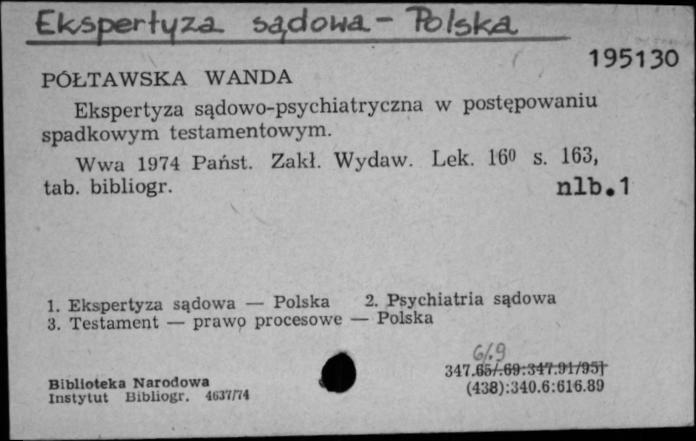 Ekspertyza sądowa - Polska
195130
PÓŁTAWSKA WANDA
Ekspertyza sądowo-psychiatryczna w postępowaniu
spadkowym testamentowym.
Wwa 1974 Państ. Zakł. Wydaw. Lek. 16⁰ s. 163,
tab. bibliogr. nlb.1
1. Ekspertyza sądowa — Polska 2. Psychiatria sądowa
3. Testament — prawo procesowe — Polska
6/.9
347.65/.69:347.91/95]
(438):340.6:616.89
Biblioteka Narodowa
Instytut Bibliogr. 4637/74